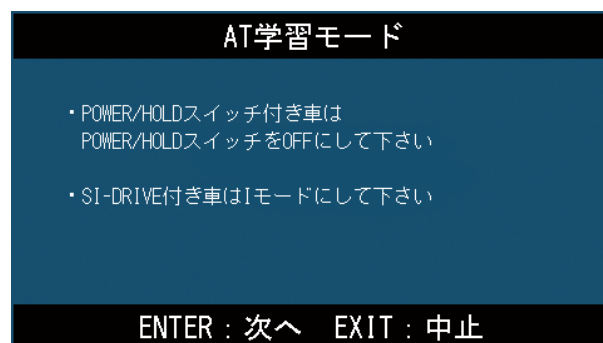 AT学習モード
・POWER/HOLDスイッチ付き車は
POWER/HOLDスイッチをOFFにして下さい
・SI-DRIVE付き車はIモードにして下さい
ENTER：次へ EXIT：中止